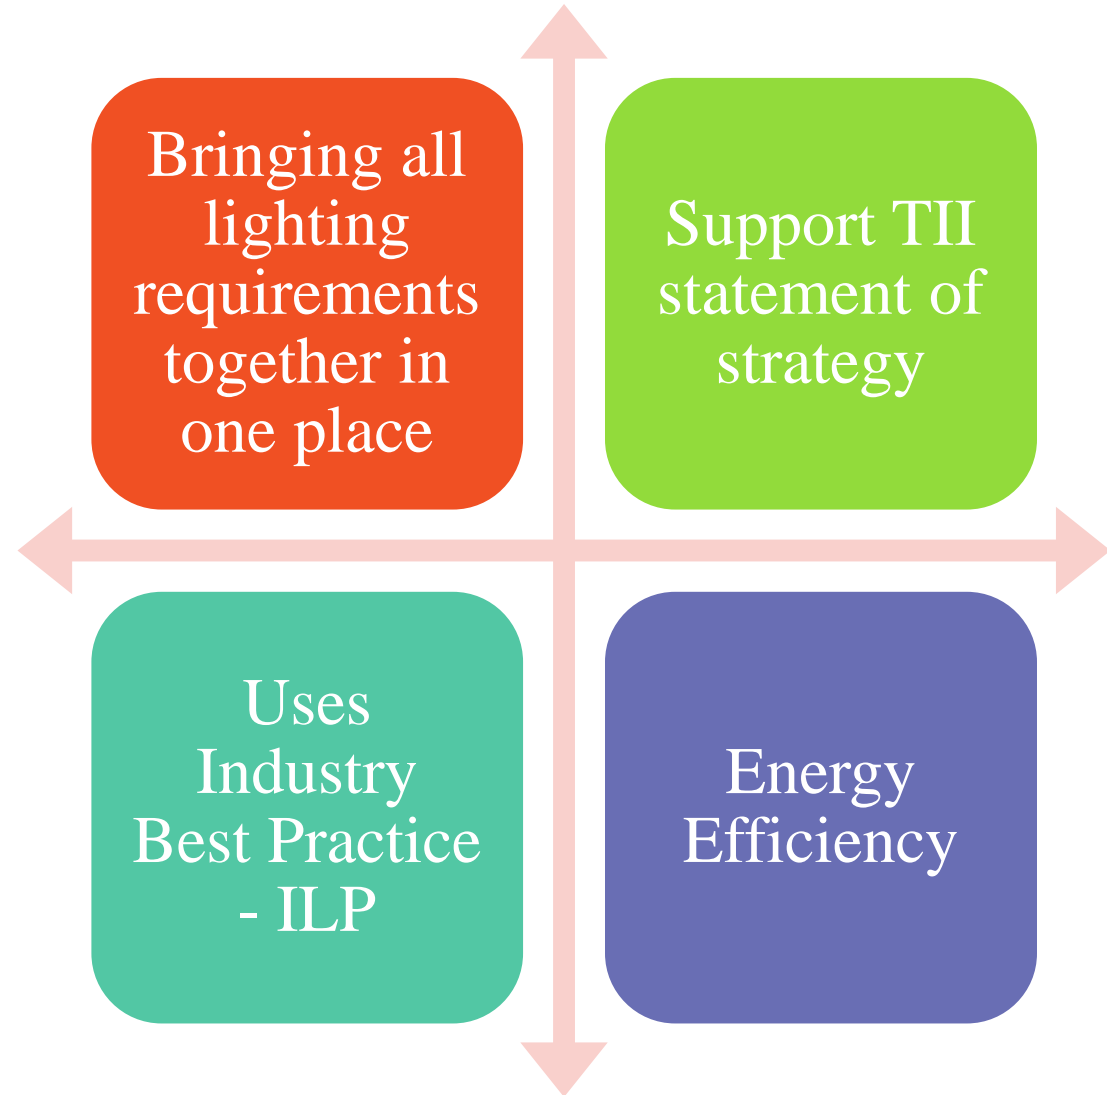 Bringing all
lighting
requirements
together in
one place
Support TII
statement of
strategy
Uses
Industry
Best Practice
- ILP
Energy
Efficiency